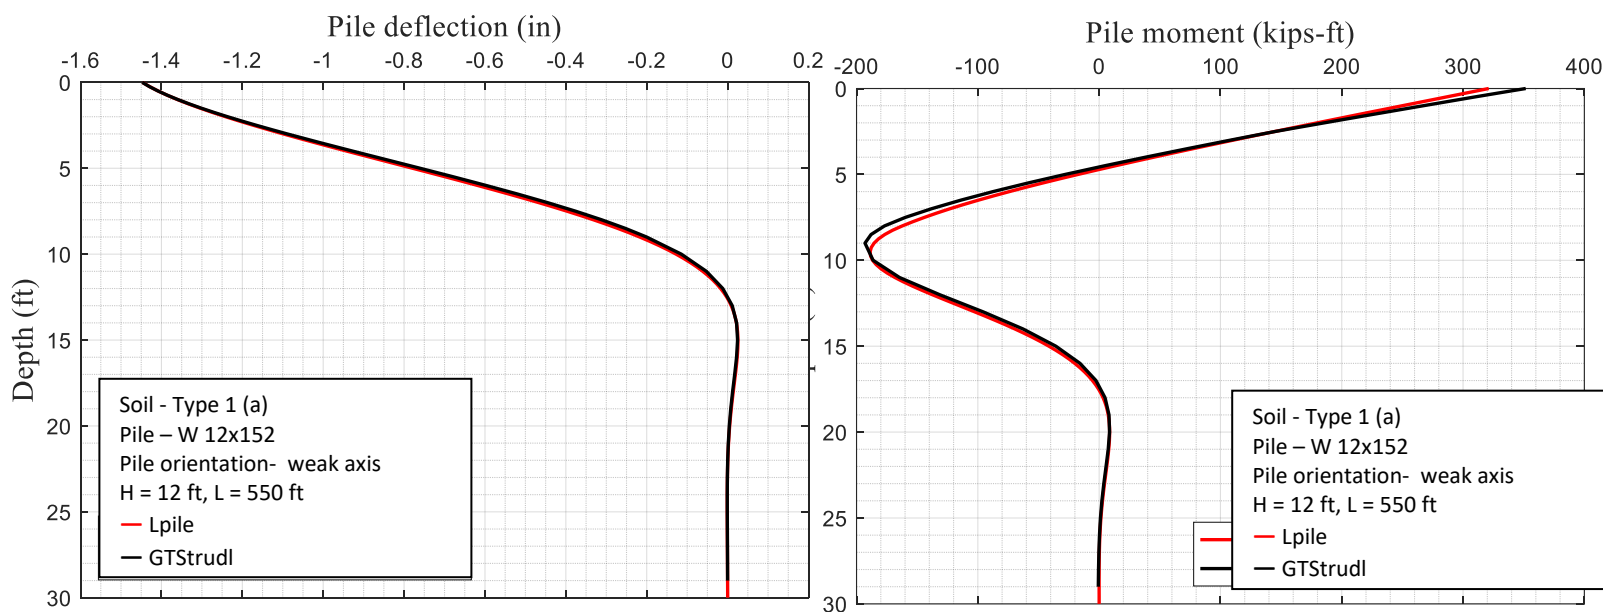 Pile deflection (in)
-1.6 -1.4 -1.2 -1 -0.8 -0.6 -0.4 -0.2 0 0.2
0
5
10
15
20
25
30
Depth (ft)
Soil - Type 1 (a)
Pile – W 12x152
Pile orientation- weak axis
H = 12 ft, L = 550 ft
Lpile
GTStrudl
Pile moment (kips-ft)
-200 -100 0 100 200 300 400
0
5
10
15
20
25
30
Soil - Type 1 (a)
Pile – W 12x152
Pile orientation- weak axis
H = 12 ft, L = 550 ft
Lpile
GTStrudl